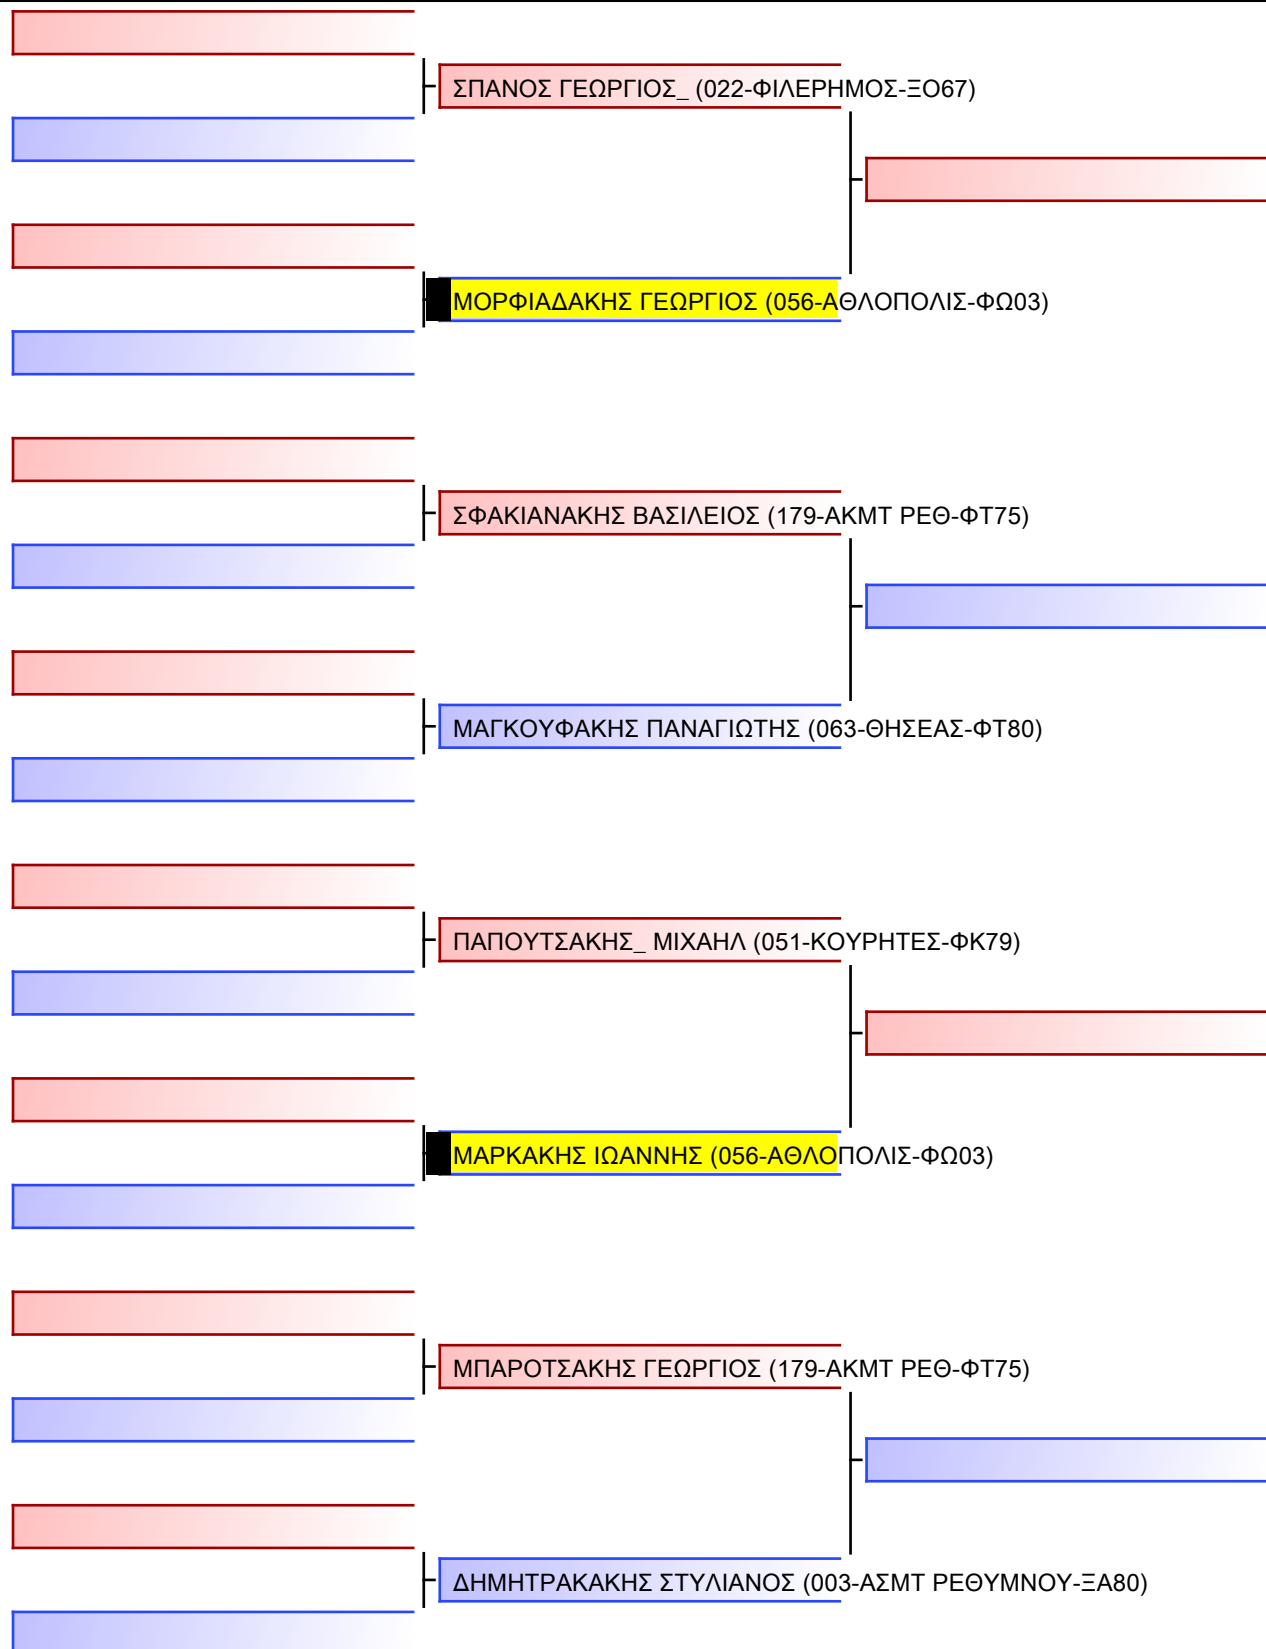 ΣΠΑΝΟΣ ΓΕΩΡΓΙΟΣ_ (022-ΦΙΛΕΡΗΜΟΣ-ΞΟ67)
ΜΟΡΦΙΑΔΑΚΗΣ ΓΕΩΡΓΙΟΣ (056-ΑΘΛΟΠΟΛΙΣ-ΦΩ03)
ΣΦΑΚΙΑΝΑΚΗΣ ΒΑΣΙΛΕΙΟΣ (179-ΑΚΜΤ ΡΕΘ-ΦΤ75)
ΜΑΓΚΟΥΦΑΚΗΣ ΠΑΝΑΓΙΩΤΗΣ (063-ΘΗΣΕΑΣ-ΦΤ80)
ΠΑΠΟΥΤΣΑΚΗΣ_ ΜΙΧΑΗΛ (051-ΚΟΥΡΗΤΕΣ-ΦΚ79)
ΜΑΡΚΑΚΗΣ ΙΩΑΝΝΗΣ (056-ΑΘΛΟΠΟΛΙΣ-ΦΩ03)
ΜΠΑΡΟΤΣΑΚΗΣ ΓΕΩΡΓΙΟΣ (179-ΑΚΜΤ ΡΕΘ-ΦΤ75)
ΔΗΜΗΤΡΑΚΑΚΗΣ ΣΤΥΛΙΑΝΟΣ (003-ΑΣΜΤ ΡΕΘΥΜΝΟΥ-ΞΑ80)